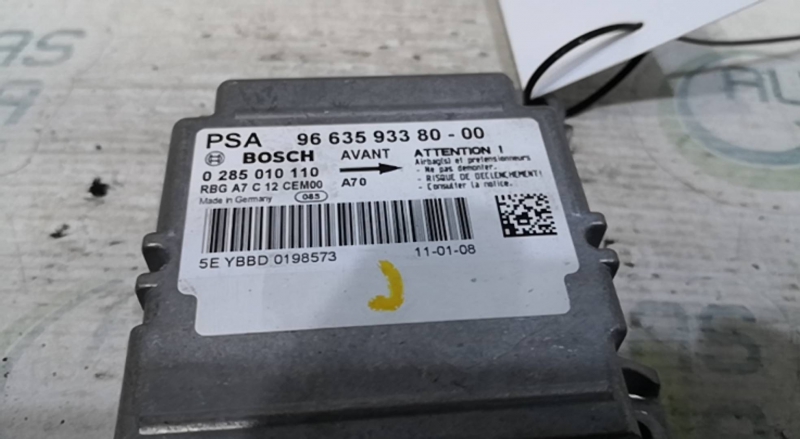 PSA 96 635 933 80 - 00
BOSCH AVANT
0 285 010 110
RBG A7 C 12 CEM00 A70
Made in Germany 085
ATTENTION !
Airbag(s) et pretensionneurs
- Ne pas demonter.
- RISQUE DE DECLENCHEMENT!
- Consulter la notice.
5E YBBD 0198573 11-01-08